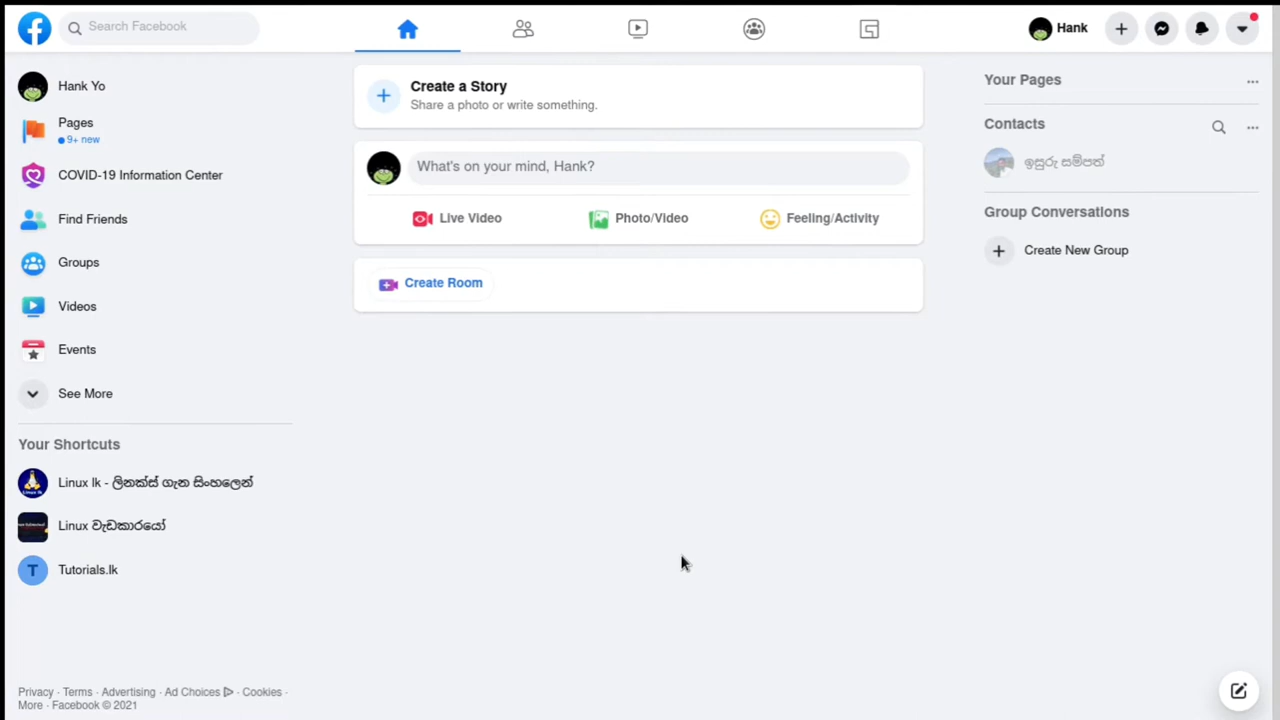 Search Facebook
Hank
Hank Yo
Pages
9+ new
COVID-19 Information Center
Find Friends
Groups
Videos
Events
See More
Your Shortcuts
Linux lk - ලිනක්ස් ගැන සිංහලෙන්
Linux වැඩකාරයෝ
T Tutorials.lk
Privacy · Terms · Advertising · Ad Choices · Cookies ·
More · Facebook © 2021
Create a Story
Share a photo or write something.
What's on your mind, Hank?
Live Video Photo/Video Feeling/Activity
Create Room
Your Pages
Contacts
ඉසුරු සම්පත්
Group Conversations
Create New Group